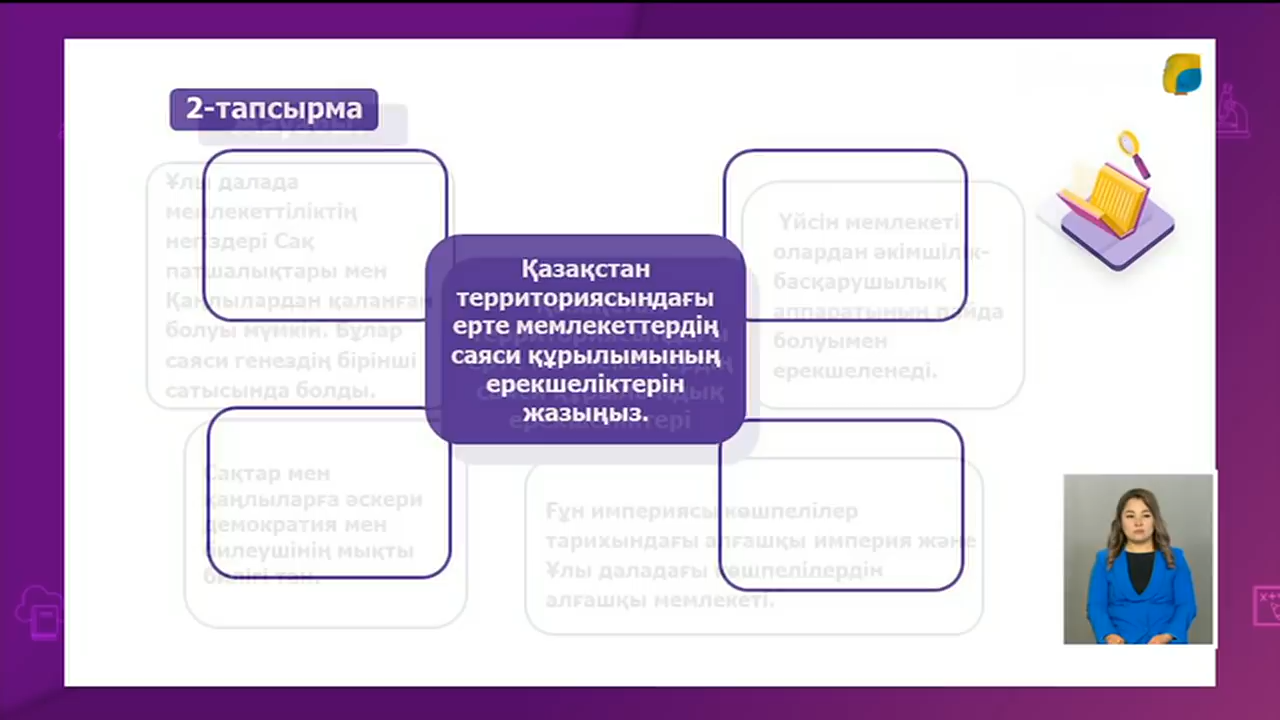 2-тапсырма
Ұлы далада
мемлекеттіліктің
негіздері Сақ
патшалықтары мен
Қаңлылардан қаланған
болуы мүмкін. Бұлар
саяси генездің бірінші
сатысында болды.
Қазақстан
территориясындағы
ерте мемлекеттердің
саяси құрылымының
ерекшеліктерін
жазыңыз.
Үйсін мемлекеті
олардан әкімшілік-
басқарушылық
аппаратының пайда
болуымен
ерекшеленеді.
Сақтар мен
қаңлыларға әскери
демократия мен
билеушінің мықты
билігі тән.
Ғұн империясы көшпелілер
тарихындағы алғашқы империя және
Ұлы даладағы көшпелілердің
алғашқы мемлекеті.